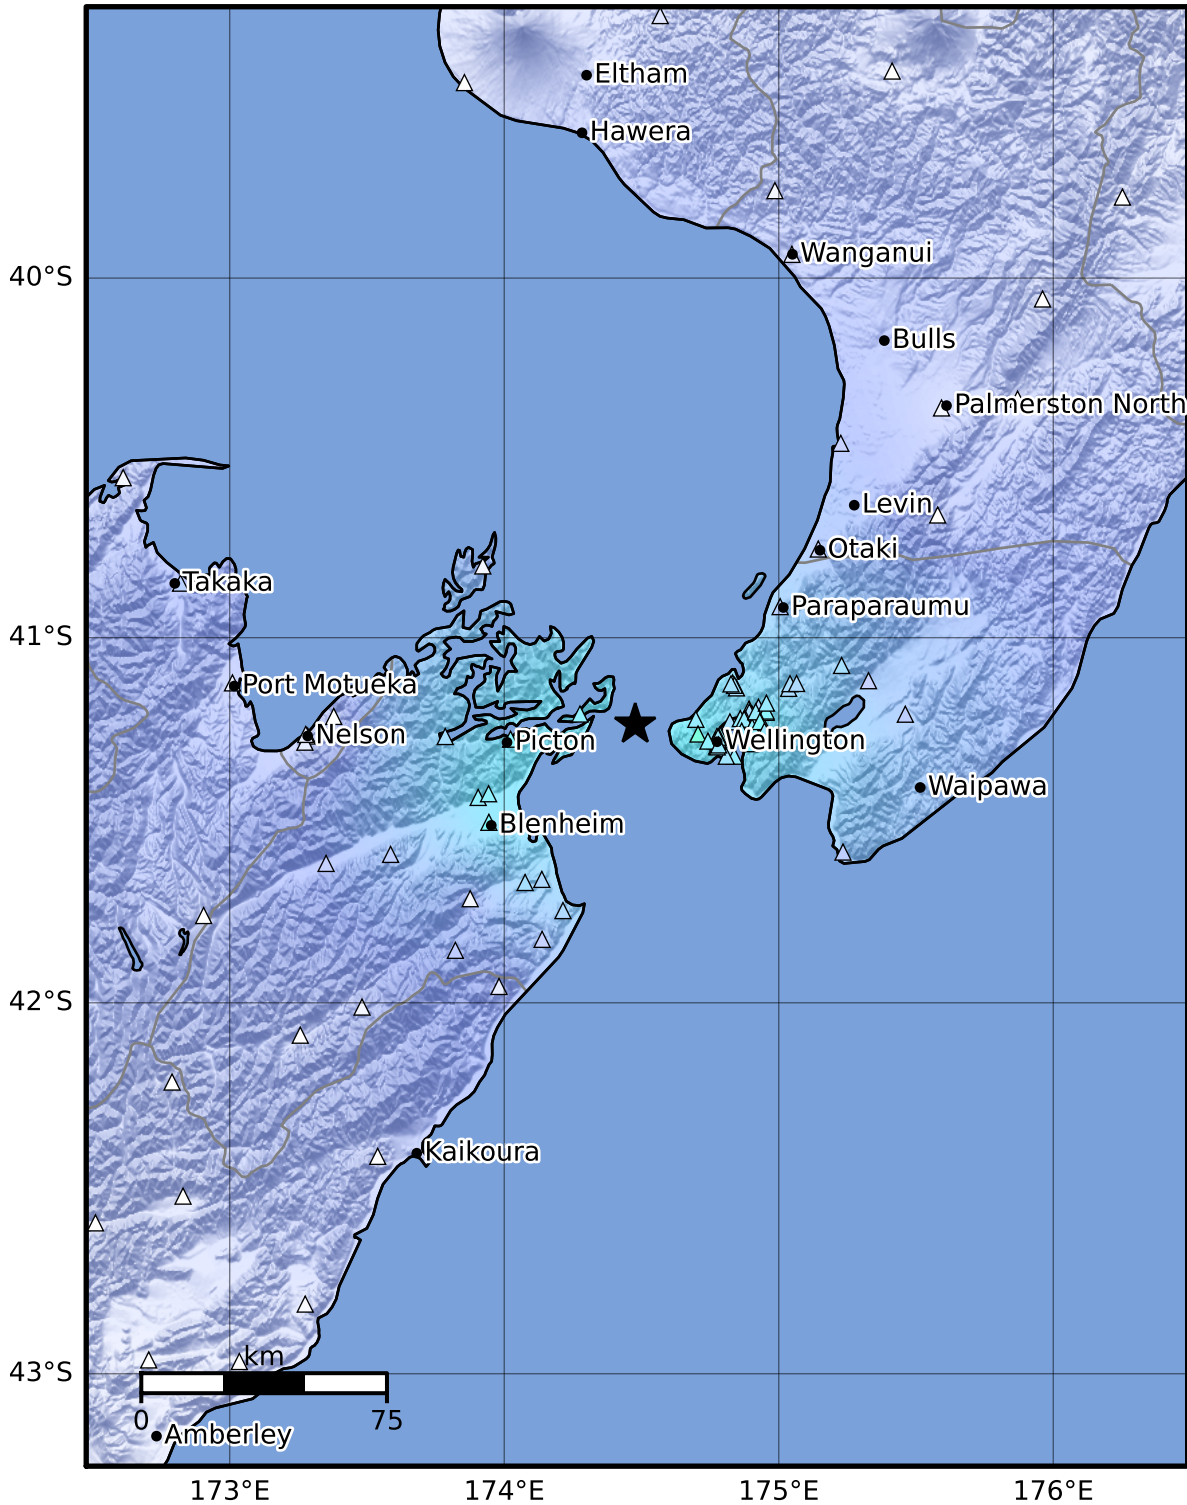 Eltham
Hawera
Wanganui
40°S
Bulls
Palmerston North
Levin
Otaki
Takaka
Paraparaumu
41°S
Port Motueka
Nelson
Picton
Wellington
Waipawa
Blenheim
42°S
Kaikoura
km
43°S
0 75
Amberley
173°E 174°E 175°E 176°E